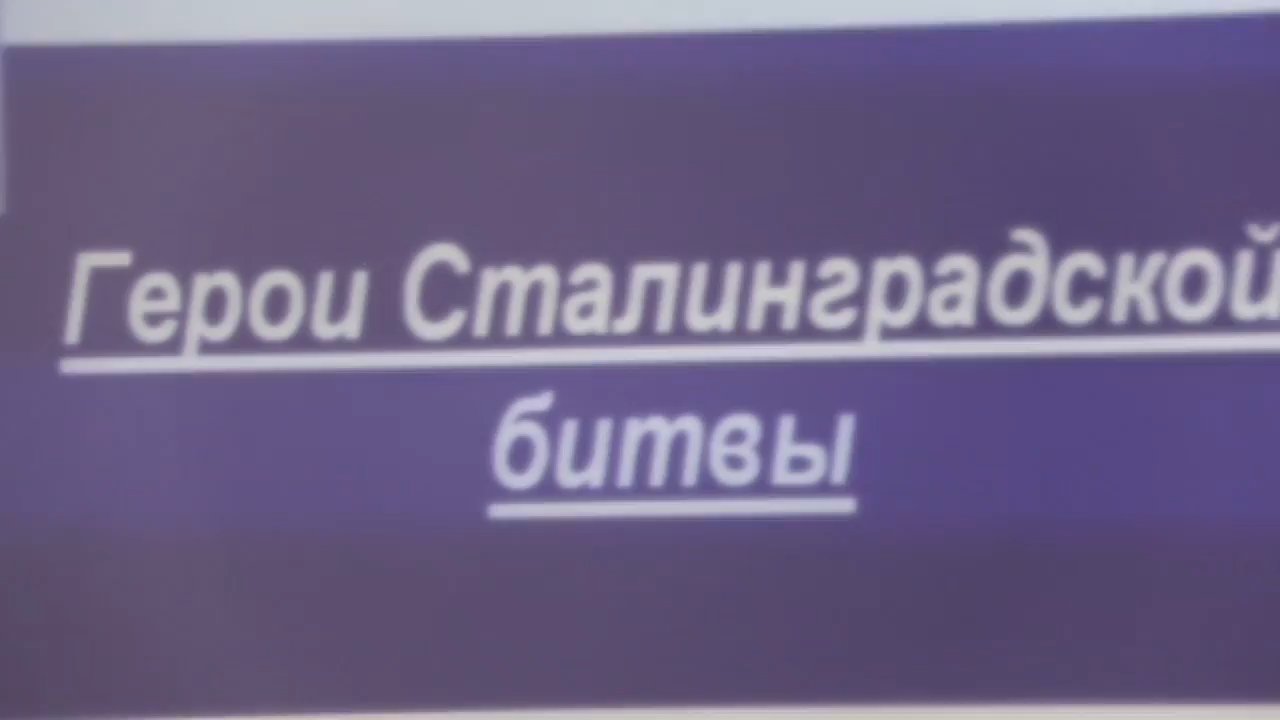 Герои Сталинградской
битвы